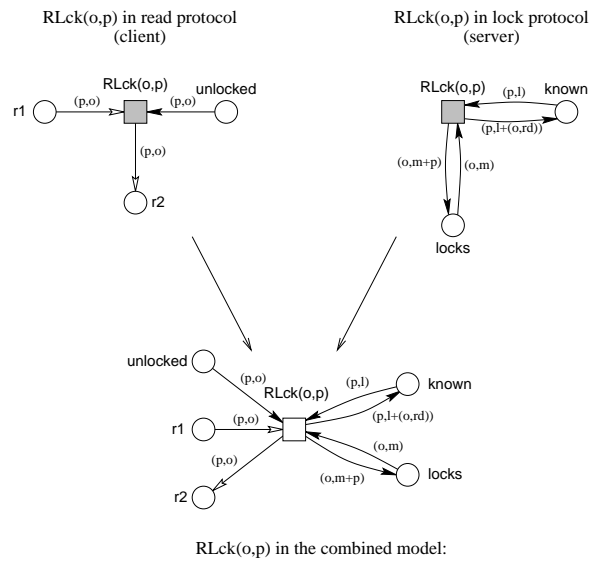 RLck(o,p) in read protocol
(client)
RLck(o,p) in lock protocol
(server)
RLck(o,p)
unlocked
r1
(p,o)
(p,o)
(p,o)
r2
RLck(o,p)
known
(p,l)
(p,l+(o,rd))
(o,m+p)
(o,m)
locks
unlocked
(p,o)
RLck(o,p)
(p,l)
known
(p,l+(o,rd))
r1
(p,o)
(p,o)
(o,m)
(o,m+p)
locks
r2
RLck(o,p) in the combined model: